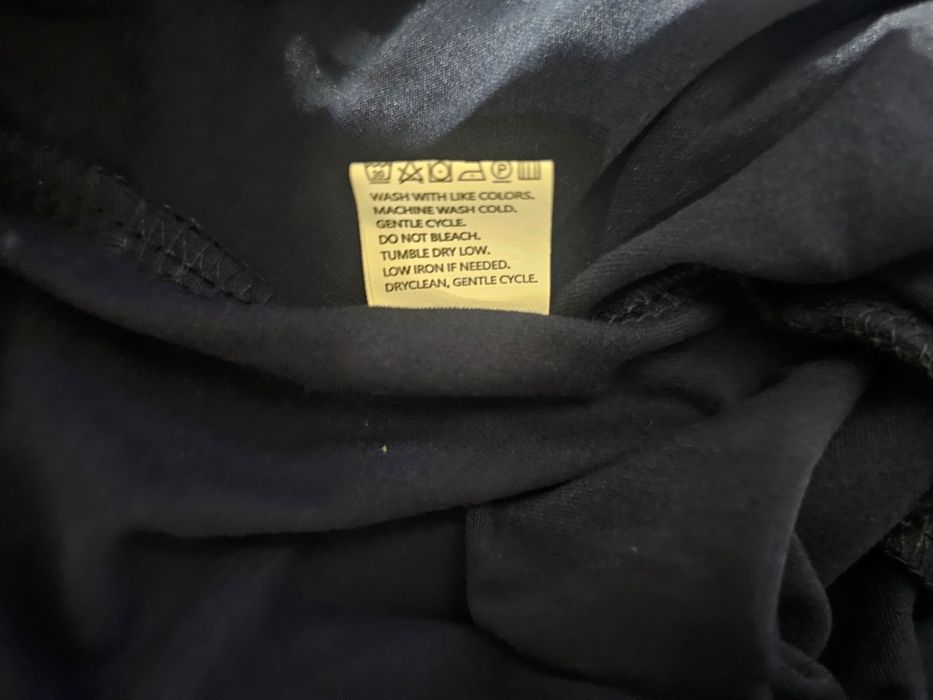 30 P
WASH WITH LIKE COLORS.
MACHINE WASH COLD.
GENTLE CYCLE.
DO NOT BLEACH.
TUMBLE DRY LOW.
LOW IRON IF NEEDED.
DRYCLEAN, GENTLE CYCLE.